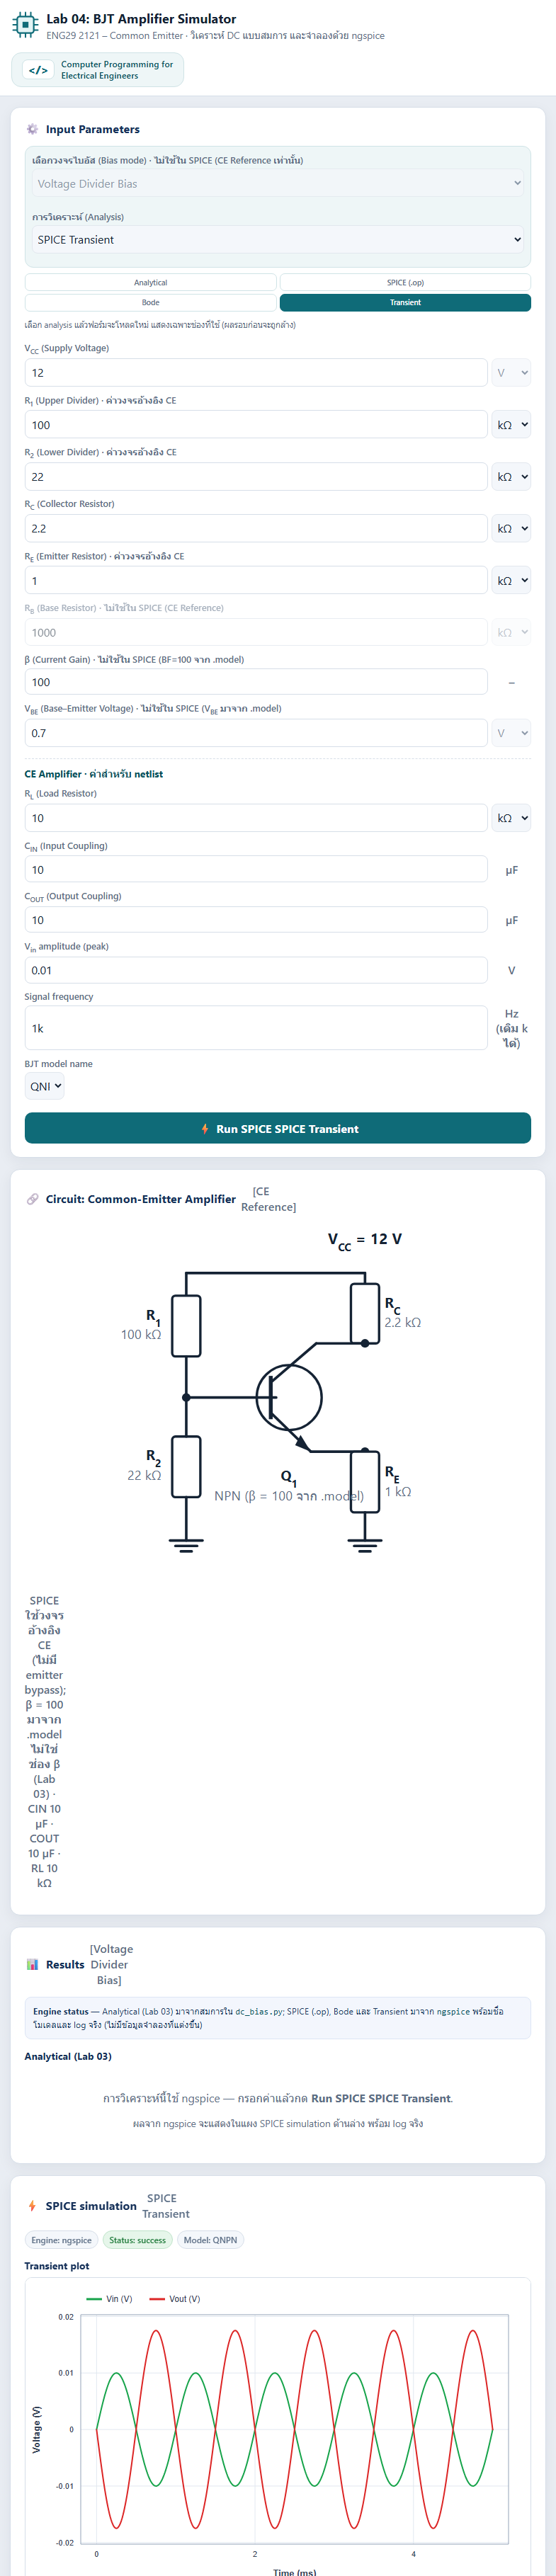 Lab 04: BJT Amplifier Simulator
ENG29 2121 – Common Emitter · วิเคราะห์ DC แบบสมการ และจำลองด้วย ngspice
</> Computer Programming for
Electrical Engineers
Input Parameters
เลือกวงจรไบอัส (Bias mode) · ไม่ใช้ใน SPICE (CE Reference เท่านั้น)
Voltage Divider Bias
การวิเคราะห์ (Analysis)
SPICE Transient
Analytical
SPICE (.op)
Bode
Transient
เลือก analysis แล้วฟอร์มจะโหลดใหม่ แสดงเฉพาะช่องที่ใช้ (ผลรอบก่อนจะถูกล้าง)
VCC (Supply Voltage)
12 V
R1 (Upper Divider) · ค่าวงจรอ้างอิง CE
100 kΩ
R2 (Lower Divider) · ค่าวงจรอ้างอิง CE
22 kΩ
RC (Collector Resistor)
2.2 kΩ
RE (Emitter Resistor) · ค่าวงจรอ้างอิง CE
1 kΩ
RB (Base Resistor) · ไม่ใช้ใน SPICE (CE Reference)
1000 kΩ
β (Current Gain) · ไม่ใช้ใน SPICE (BF=100 จาก .model)
100 –
VBE (Base–Emitter Voltage) · ไม่ใช้ใน SPICE (VBE มาจาก .model)
0.7 V
CE Amplifier · ค่าสำหรับ netlist
RL (Load Resistor)
10 kΩ
CIN (Input Coupling)
10 µF
COUT (Output Coupling)
10 µF
Vin amplitude (peak)
0.01 V
Signal frequency
1k Hz
(เติม k
ได้)
BJT model name
QNI
Run SPICE SPICE Transient
Circuit: Common-Emitter Amplifier [CE
Reference]
VCC = 12 V
R1
100 kΩ
RC
2.2 kΩ
R2
22 kΩ
Q1
NPN (β = 100 จาก .model)
RE
1 kΩ
SPICE
ใช้วงจร
อ้างอิง
CE
(ไม่มี
emitter
bypass);
β = 100
มาจาก
.model
ไม่ใช่
ช่อง β
(Lab
03) ·
CIN 10
µF ·
COUT
10 µF ·
RL 10
kΩ
Results [Voltage
Divider
Bias]
Engine status — Analytical (Lab 03) มาจากสมการใน dc_bias.py; SPICE (.op), Bode และ Transient มาจาก ngspice พร้อมชื่อ
โมเดลและ log จริง (ไม่มีข้อมูลจำลองที่แต่งขึ้น)
Analytical (Lab 03)
การวิเคราะห์นี้ใช้ ngspice — กรอกค่าแล้วกด Run SPICE SPICE Transient.
ผลจาก ngspice จะแสดงในแผง SPICE simulation ด้านล่าง พร้อม log จริง
SPICE simulation SPICE
Transient
Engine: ngspice
Status: success
Model: QNPN
Transient plot
Vin (V)
Vout (V)
0.02
0.01
0
-0.01
-0.02
Voltage (V)
0
2
4
Time (ms)